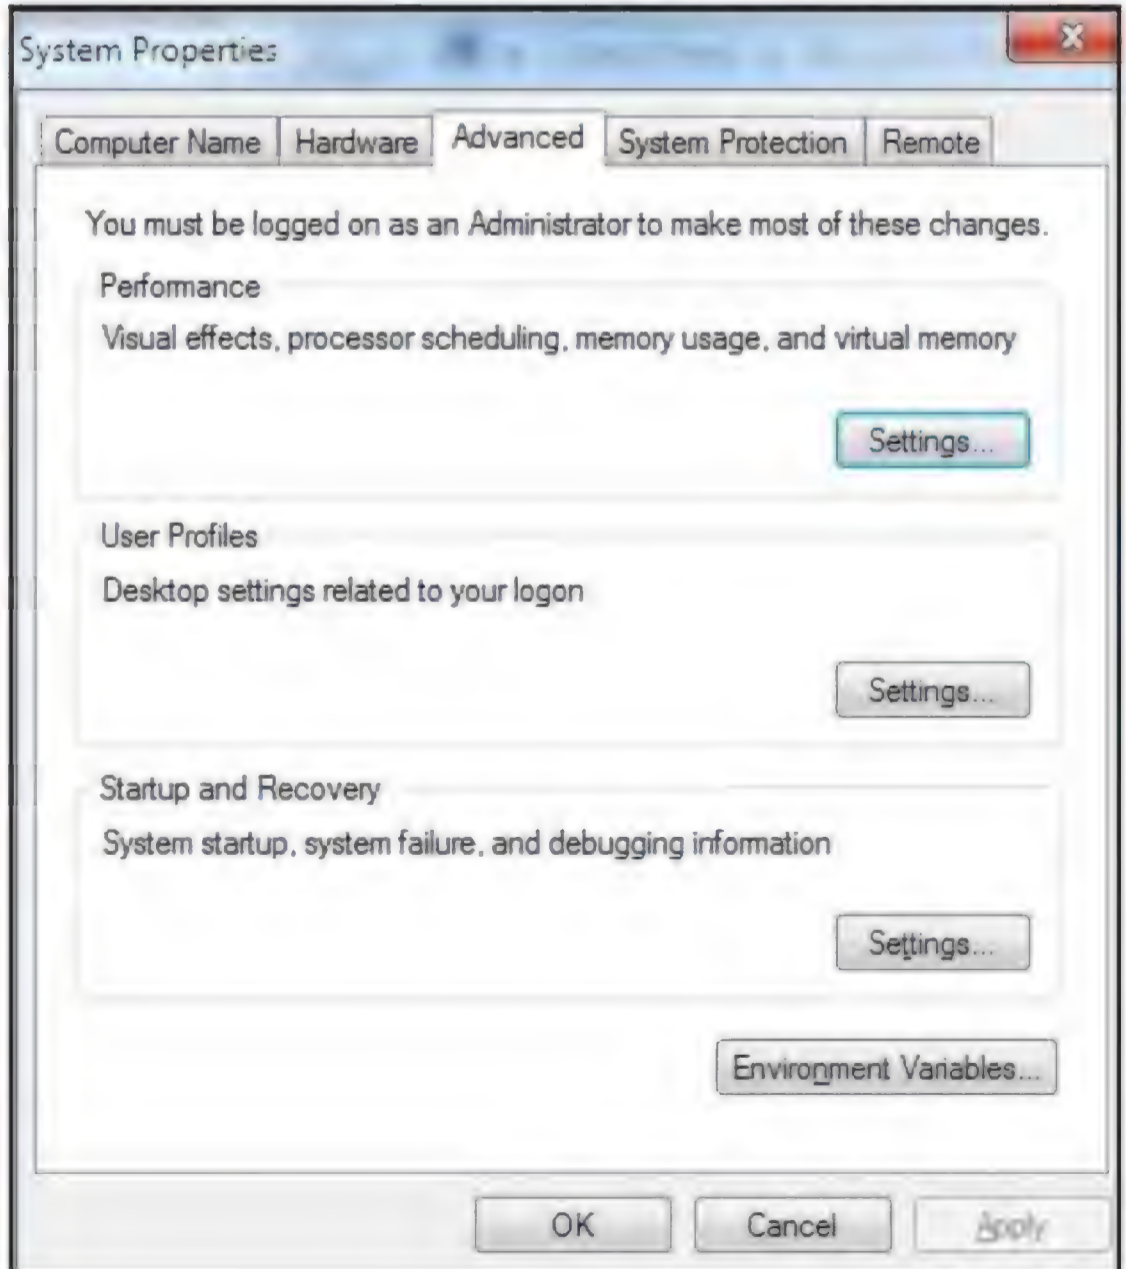 System Properties
Computer Name
Hardware
Advanced
System Protection
Remote
You must be logged on as an Administrator to make most of these changes.
Performance
Visual effects, processor scheduling, memory usage, and virtual memory
Settings...
User Profiles
Desktop settings related to your logon
Settings...
Startup and Recovery
System startup, system failure, and debugging information
Settings...
Environment Variables...
OK
Cancel
Apply